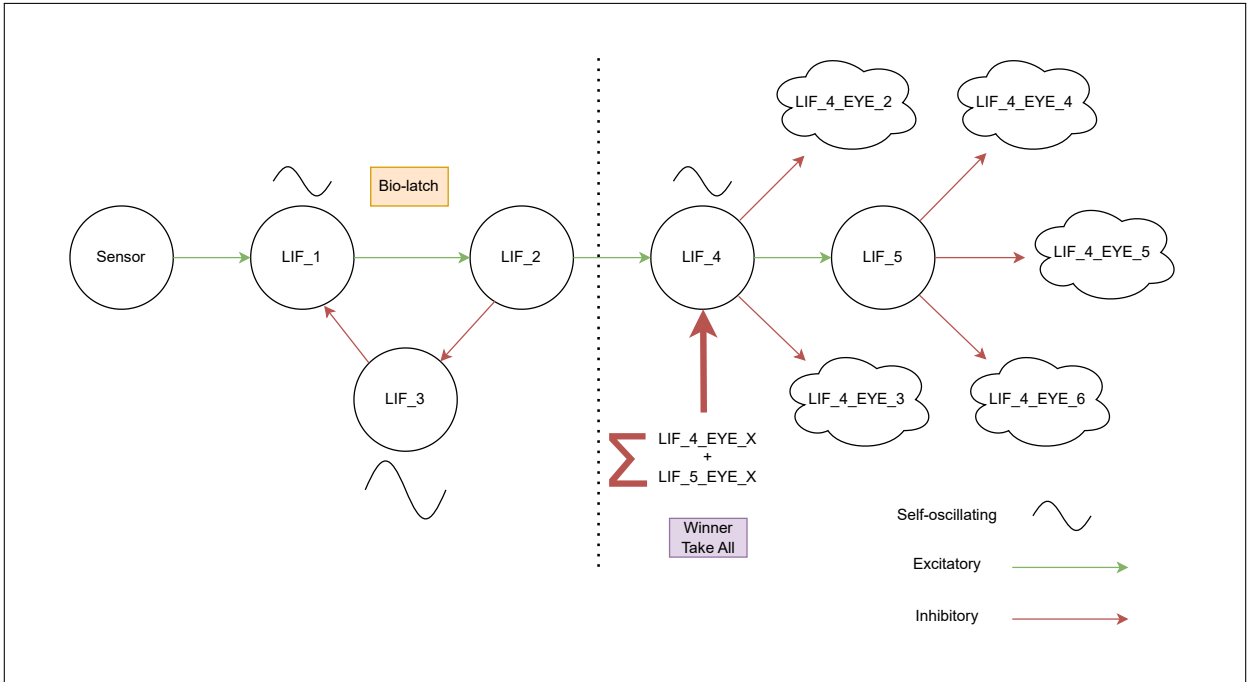 LIF_4_EYE_2
LIF_4_EYE_4
Bio-latch
Sensor
LIF_1
LIF_2
LIF_4
LIF_5
LIF_4_EYE_5
LIF_3
LIF_4_EYE_3
LIF_4_EYE_6
∑
LIF_4_EYE_X
+
LIF_5_EYE_X
Winner
Take All
Self-oscillating
Excitatory
Inhibitory